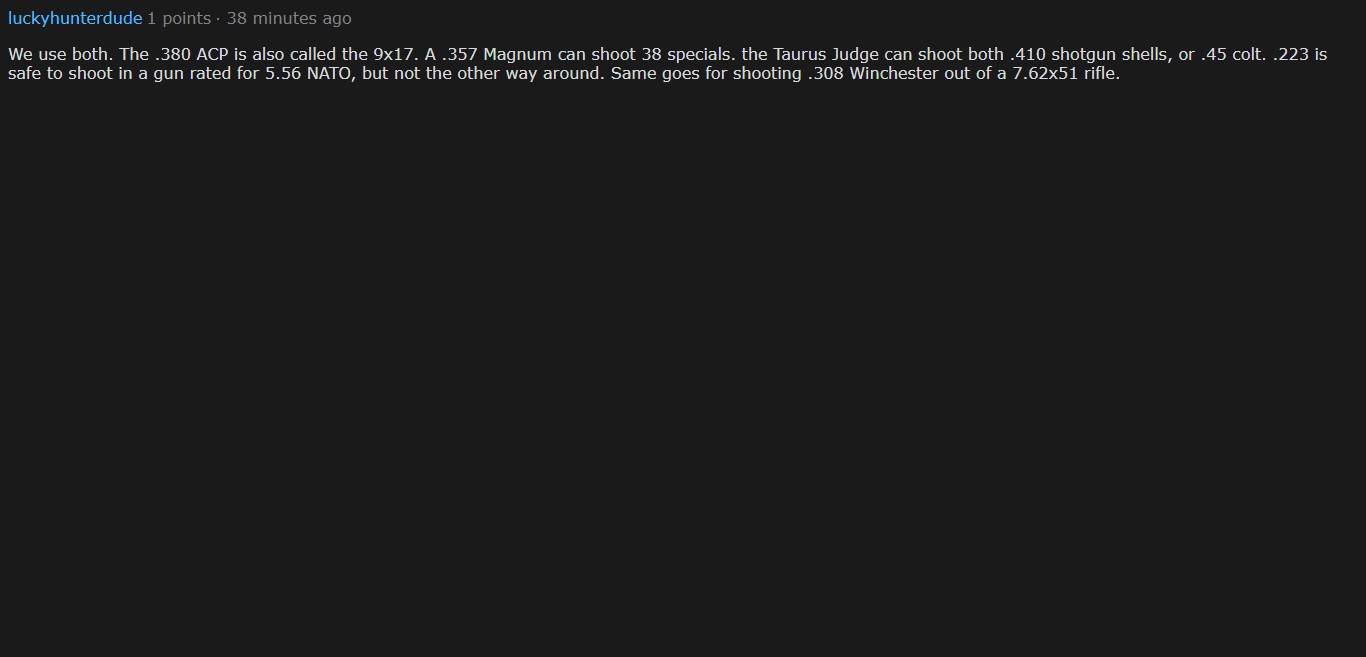 luckyhunterdude 1 points · 38 minutes ago
We use both. The .380 ACP is also called the 9x17. A .357 Magnum can shoot 38 specials. the Taurus Judge can shoot both .410 shotgun shells, or .45 colt. .223 is
safe to shoot in a gun rated for 5.56 NATO, but not the other way around. Same goes for shooting .308 Winchester out of a 7.62x51 rifle.